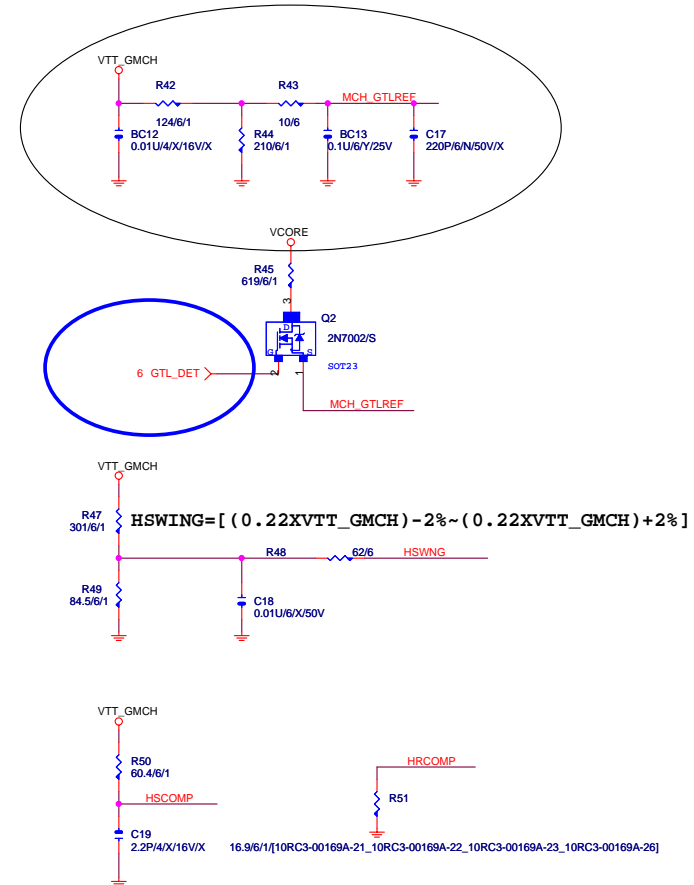 VTT_GMCH
R42
R43
MCH_GTLREF
124/6/1
10/6
BC12
0.01U/4/X/16V/X
R44
210/6/1
BC13
0.1U/6/Y/25V
C17
220P/6/N/50V/X
VCORE
R45
619/6/1
3
Q2
D
2N7002/S
G
S
SOT23
6 GTL_DET
2
1
MCH_GTLREF
VTT_GMCH
R47
301/6/1
HSWING=[(0.22XVTT_GMCH)-2%~(0.22XVTT_GMCH)+2%]
R48
62/6
HSWNG
R49
84.5/6/1
C18
0.01U/6/X/50V
VTT_GMCH
R50
60.4/6/1
HRCOMP
HSCOMP
R51
C19
2.2P/4/X/16V/X
16.9/6/1/[10RC3-00169A-21_10RC3-00169A-22_10RC3-00169A-23_10RC3-00169A-26]